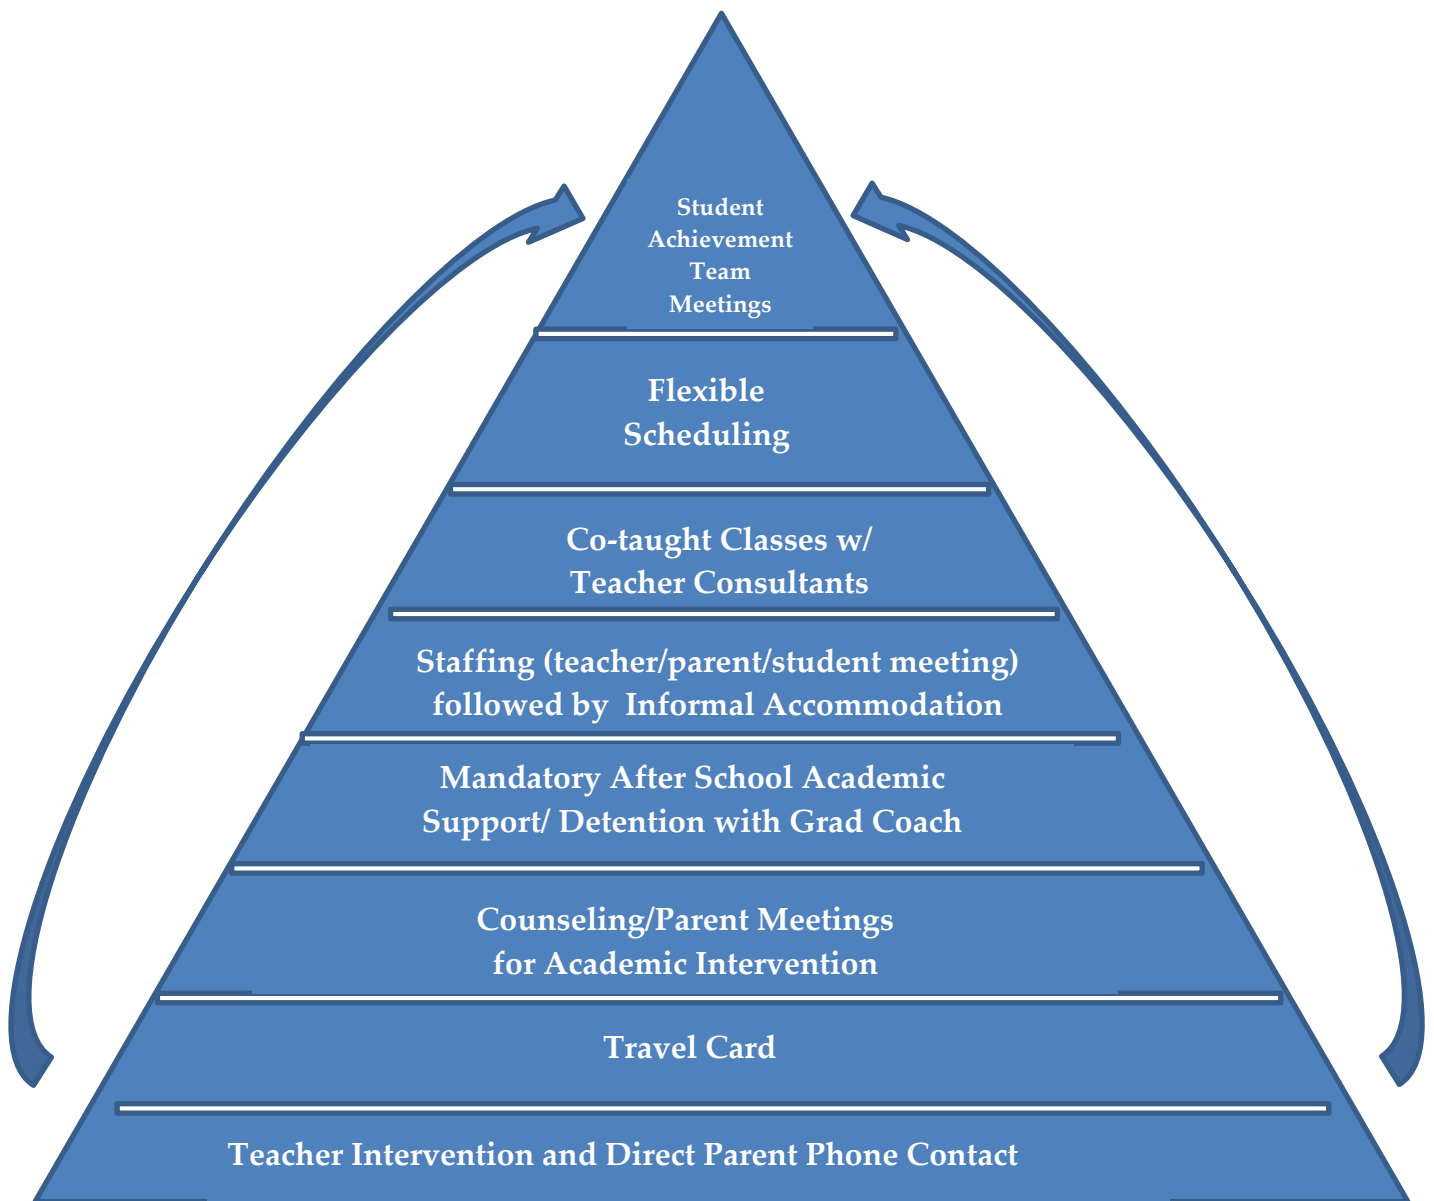 Student
Achievement
Team
Meetings
Flexible
Scheduling
Co-taught Classes w/
Teacher Consultants
Staffing (teacher/parent/student meeting)
followed by  Informal Accommodation
Mandatory After School Academic
Support/ Detention with Grad Coach
Counseling/Parent Meetings
for Academic Intervention
Travel Card
Teacher Intervention and Direct Parent Phone Contact